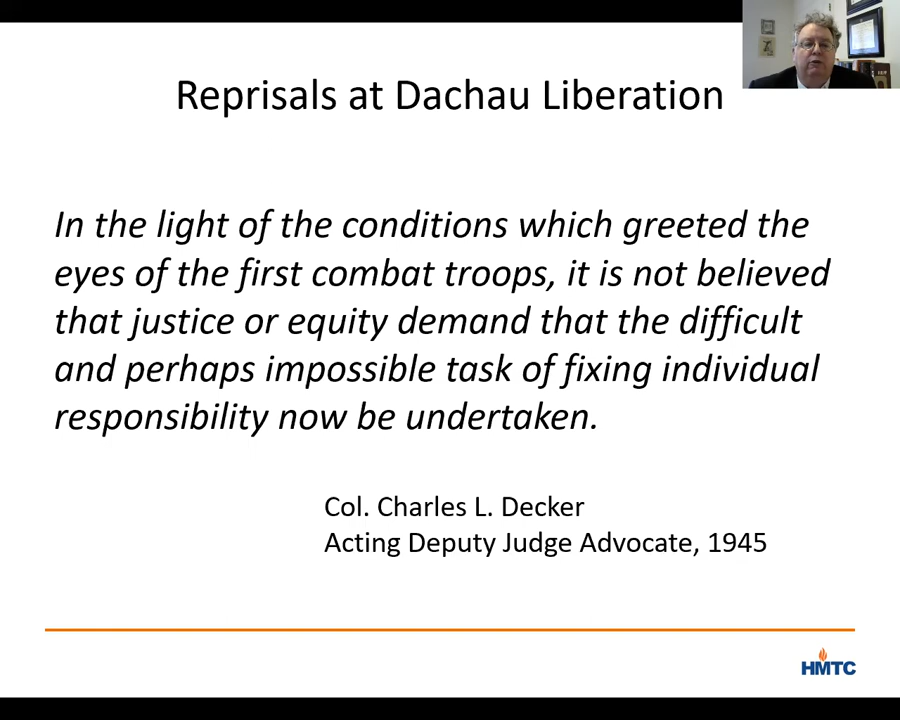 Reprisals at Dachau Liberation
In the light of the conditions which greeted the
eyes of the first combat troops, it is not believed
that justice or equity demand that the difficult
and perhaps impossible task of fixing individual
responsibility now be undertaken.
Col. Charles L. Decker
Acting Deputy Judge Advocate, 1945
HMTC